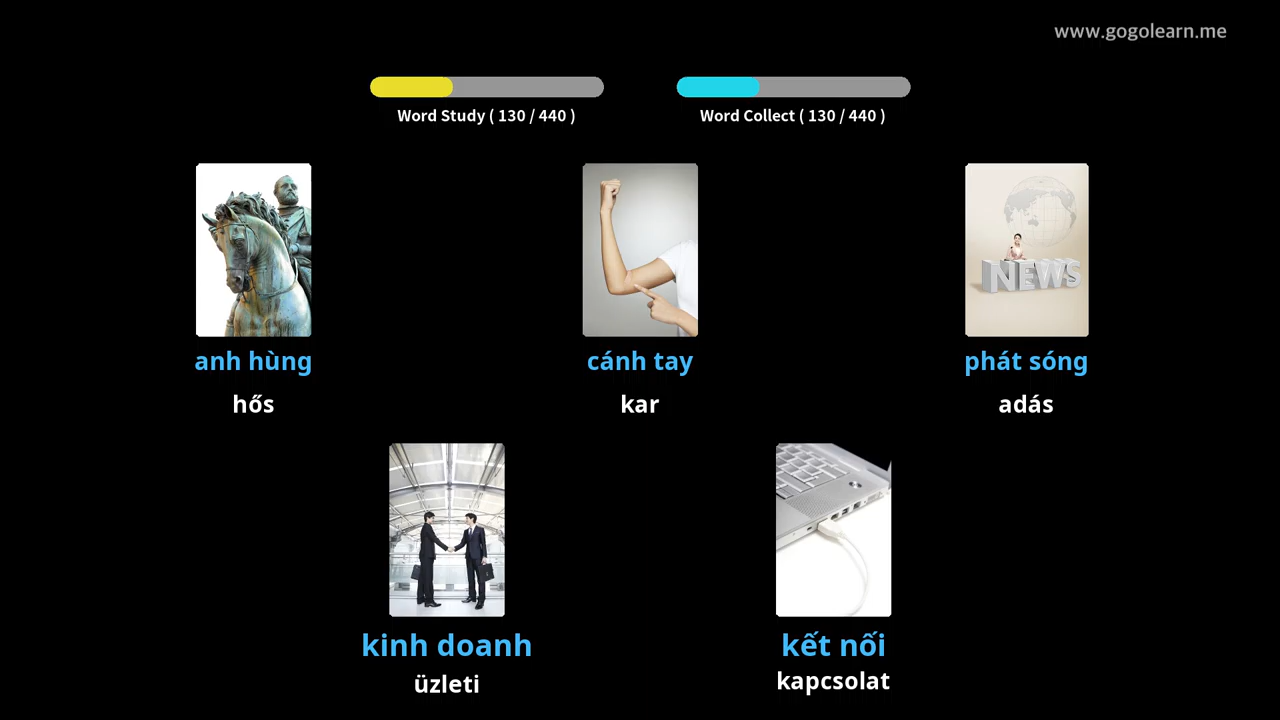 www.gogolearn.me
Word Study ( 130 / 440 )
Word Collect ( 130 / 440 )
NEWS
anh hùng
cánh tay
phát sóng
hős
kar
adás
kinh doanh
kết nối
üzleti
kapcsolat